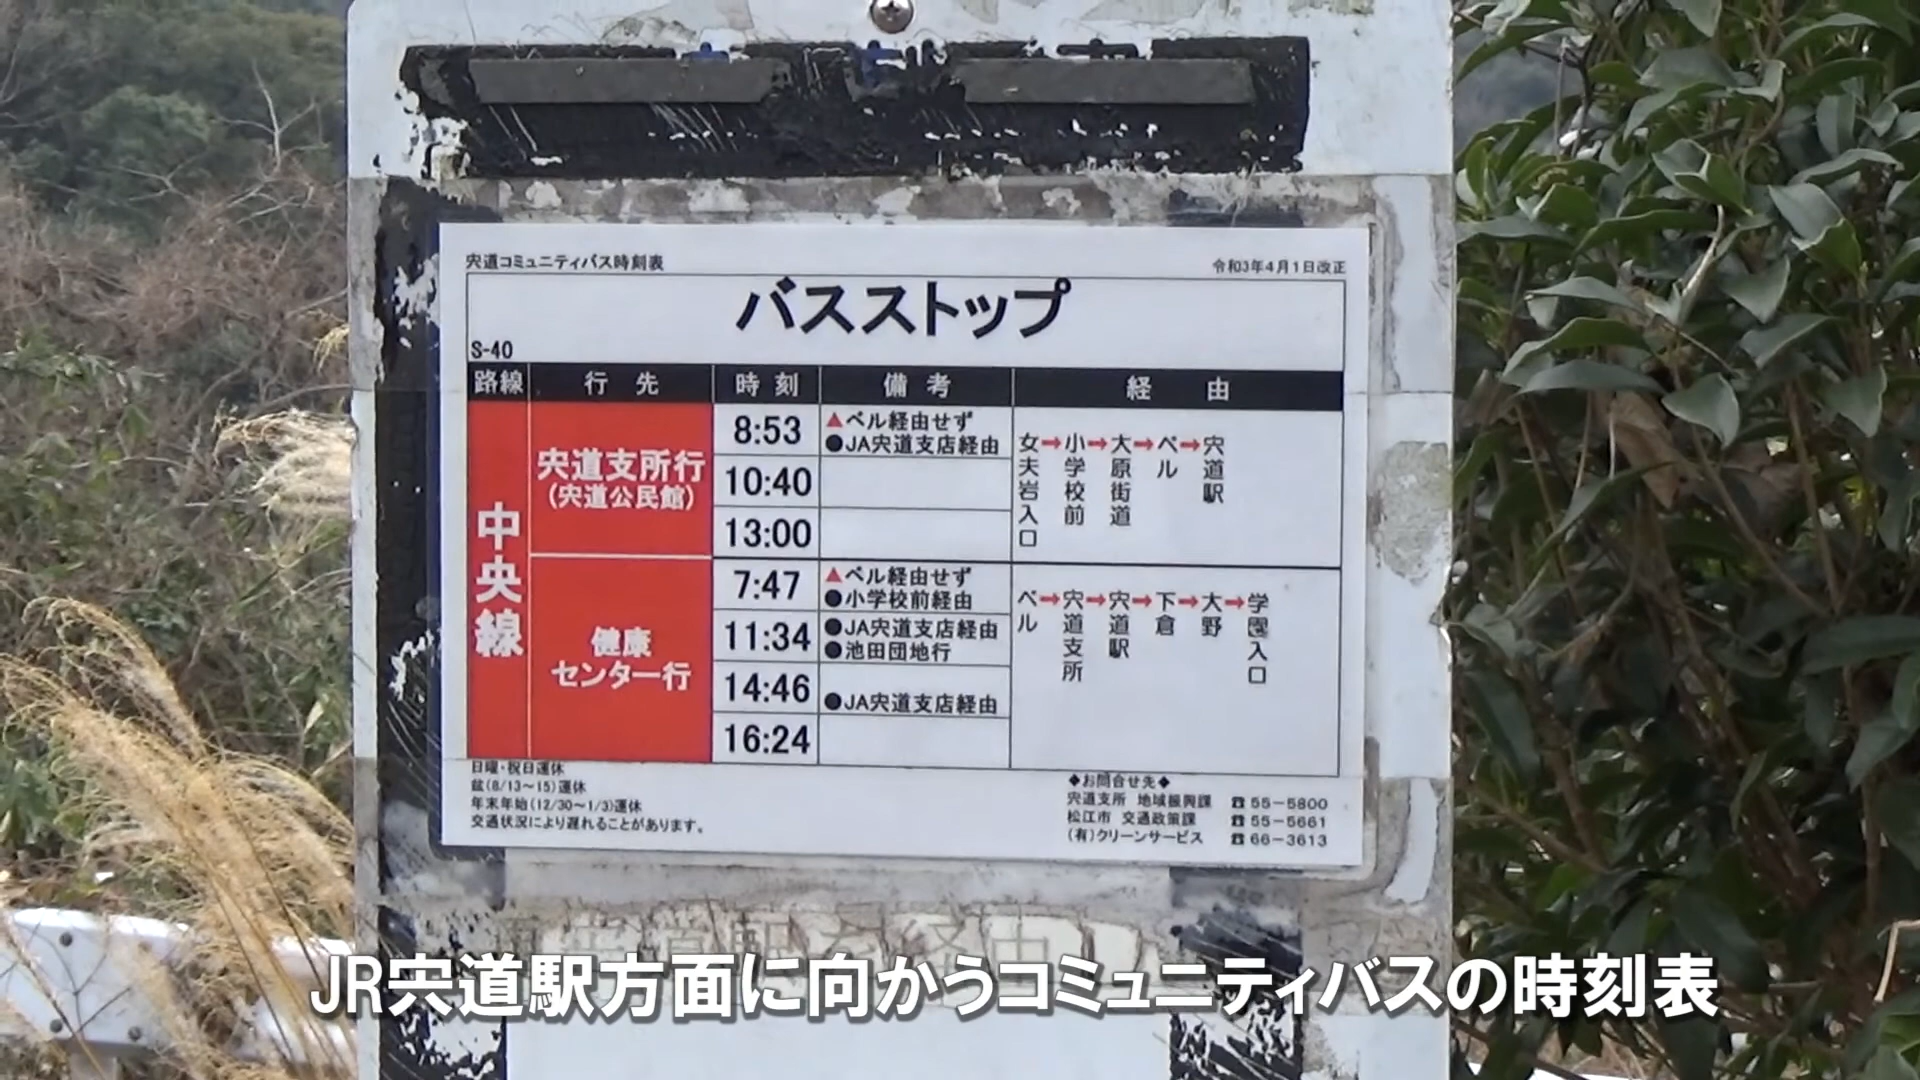 宍道コミュニティバス時刻表
令和3年4月1日改正
バスストップ
S-40
路線 行先 時刻 備考 経由
中央線
宍道支所行
(宍道公民館)
8:53 ▲ベル経由せず
●JA宍道支店経由
10:40
13:00
女夫岩入口➡小学校前➡大原街道➡ベル➡宍道駅
健康
センター行
7:47 ▲ベル経由せず
●小学校前経由
11:34 ●JA宍道支店経由
●池田団地行
14:46 ●JA宍道支店経由
16:24
ベル➡宍道支所➡宍道駅➡下倉➡大野➡学園入口
日曜・祝日運休
盆(8/13～15)運休
年末年始(12/30～1/3)運休
交通状況により遅れることがあります。
◆お問合せ先◆
宍道支所 地域振興課 ☎55-5800
松江市 交通政策課 ☎55-5661
(有)クリーンサービス ☎66-3613
JR宍道駅方面に向かうコミュニティバスの時刻表